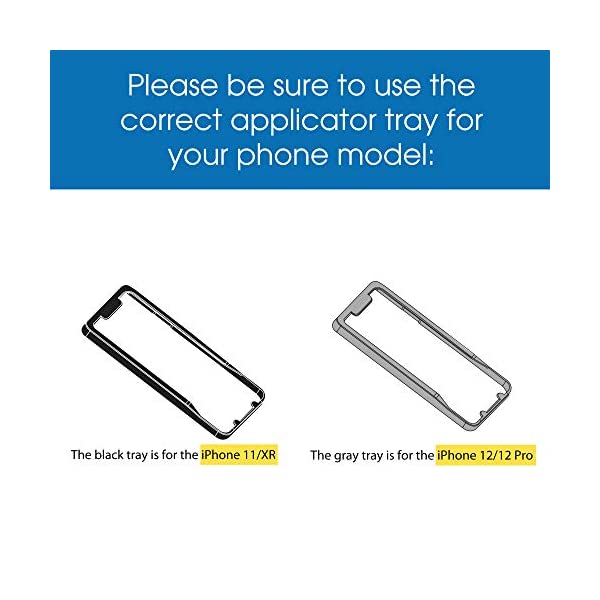 Please be sure to use the
correct applicator tray for
your phone model:
The black tray is for the iPhone 11/XR
The gray tray is for the iPhone 12/12 Pro